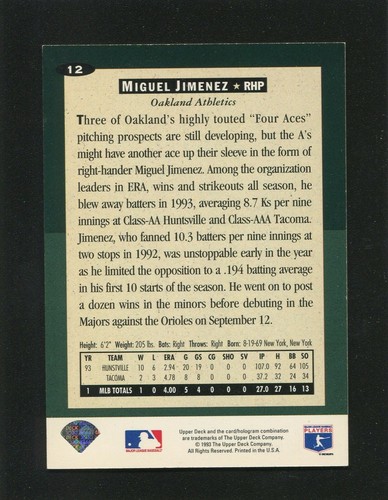 12
MIGUEL JIMENEZ ★ RHP
Oakland Athletics
Three of Oakland's highly touted "Four Aces"
pitching prospects are still developing, but the A's
might have another ace up their sleeve in the form of
right-hander Miguel Jimenez. Among the organization
leaders in ERA, wins and strikeouts all season, he
blew away batters in 1993, averaging 8.7 Ks per nine
innings at Class-AA Huntsville and Class-AAA Tacoma.
Jimenez, who fanned 10.3 batters per nine innings at
two stops in 1992, was unstoppable early in the year
as he limited the opposition to a .194 batting average
in his first 10 starts of the season. He went on to post
a dozen wins in the minors before debuting in the
Majors against the Orioles on September 12.
Height: 6'2" Weight: 205 lbs. Bats: Right Throws: Right Born: 8-19-69 New York, New York
YR TEAM W L ERA G GS CG SHO SV IP H BB SO
93 HUNTSVILLE 10 6 2.94 20 19 0 0 0 107.0 92 64 105
TACOMA 2 3 4.78 8 8 0 0 0 37.2 32 24 34
1 MLB TOTALS 1 0 4.00 5 4 0 0 0 27.0 27 16 13
Upper Deck and the card/hologram combination
are trademarks of The Upper Deck Company.
© 1993 The Upper Deck Company.
All Rights Reserved. Printed in the U.S.A.
MAJOR LEAGUE BASEBALL
PLAYERS